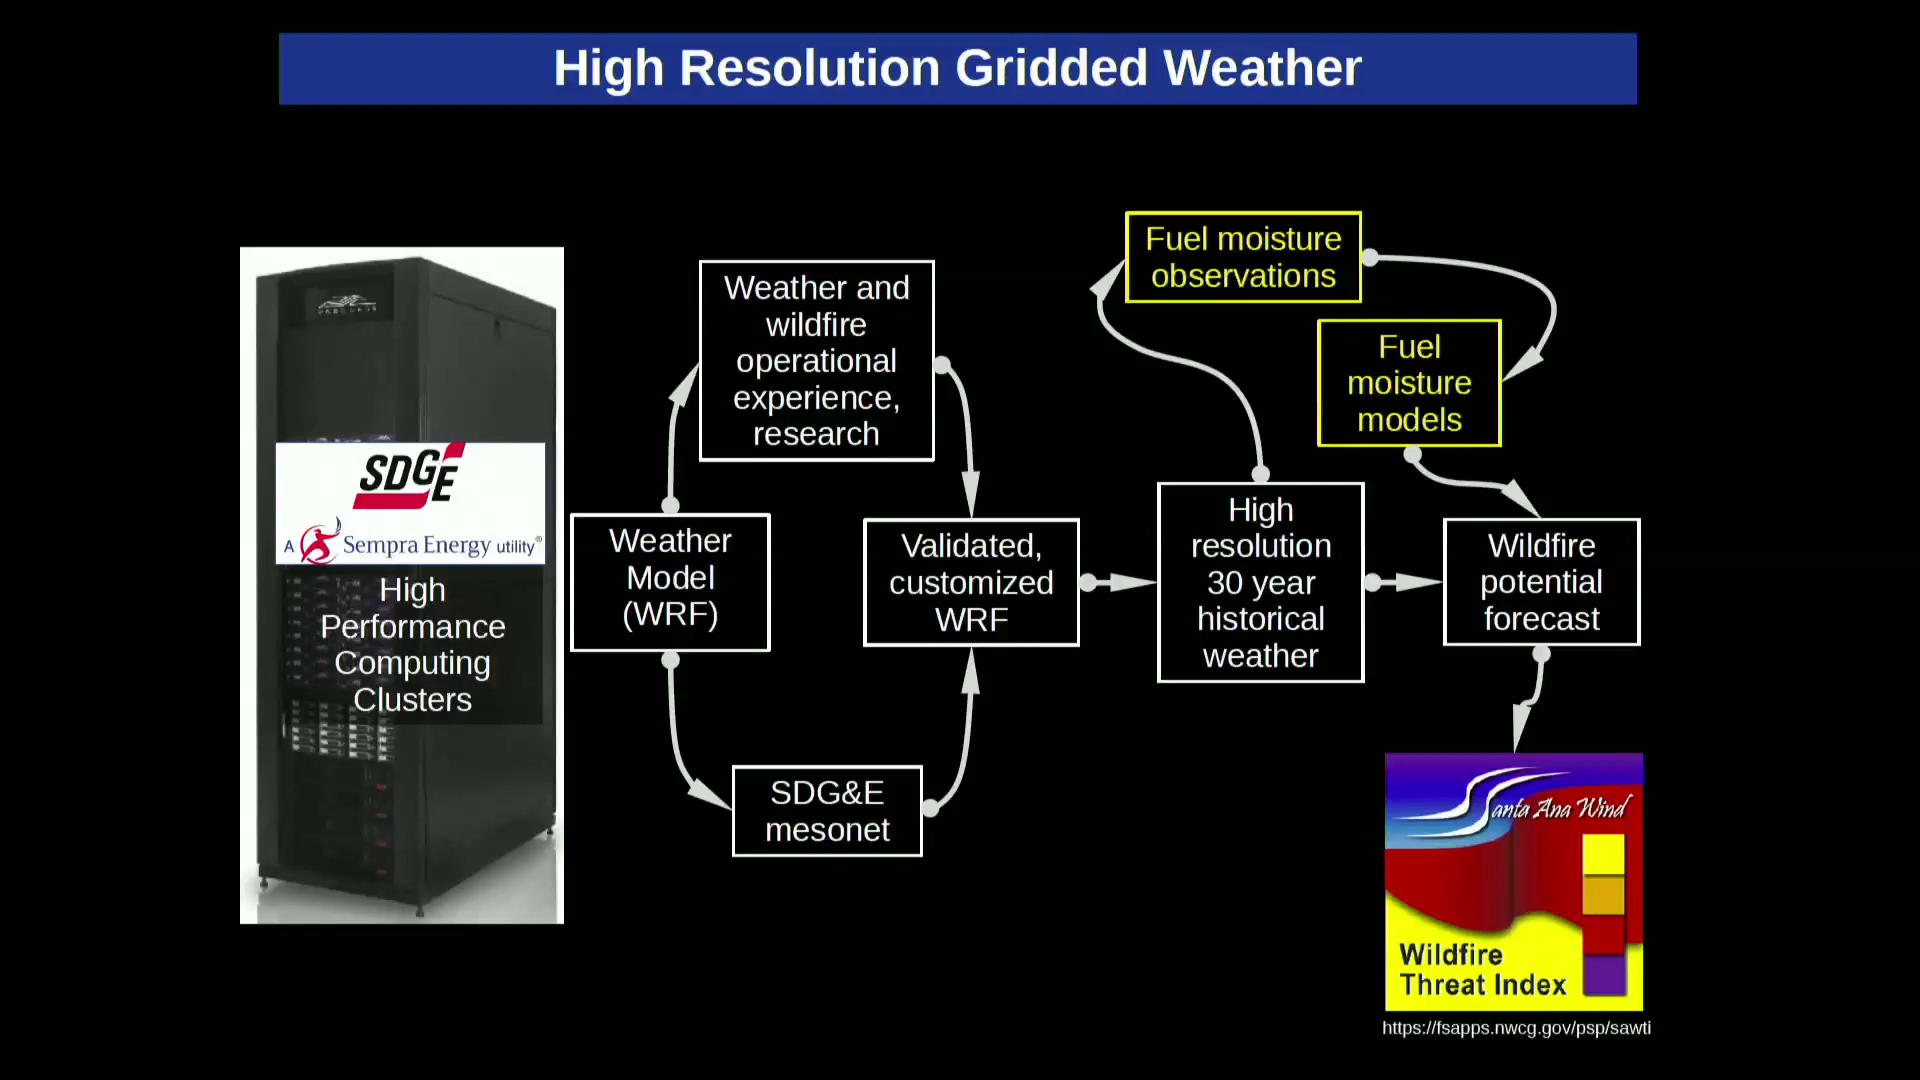 High Resolution Gridded Weather
SDGE
A Sempra Energy utility®
High
Performance
Computing
Clusters
Weather
Model
(WRF)
Weather and
wildfire
operational
experience,
research
SDG&E
mesonet
Validated,
customized
WRF
High
resolution
30 year
historical
weather
Fuel moisture
observations
Fuel
moisture
models
Wildfire
potential
forecast
Santa Ana Wind
Wildfire
Threat Index
https://fsapps.nwcg.gov/psp/sawti